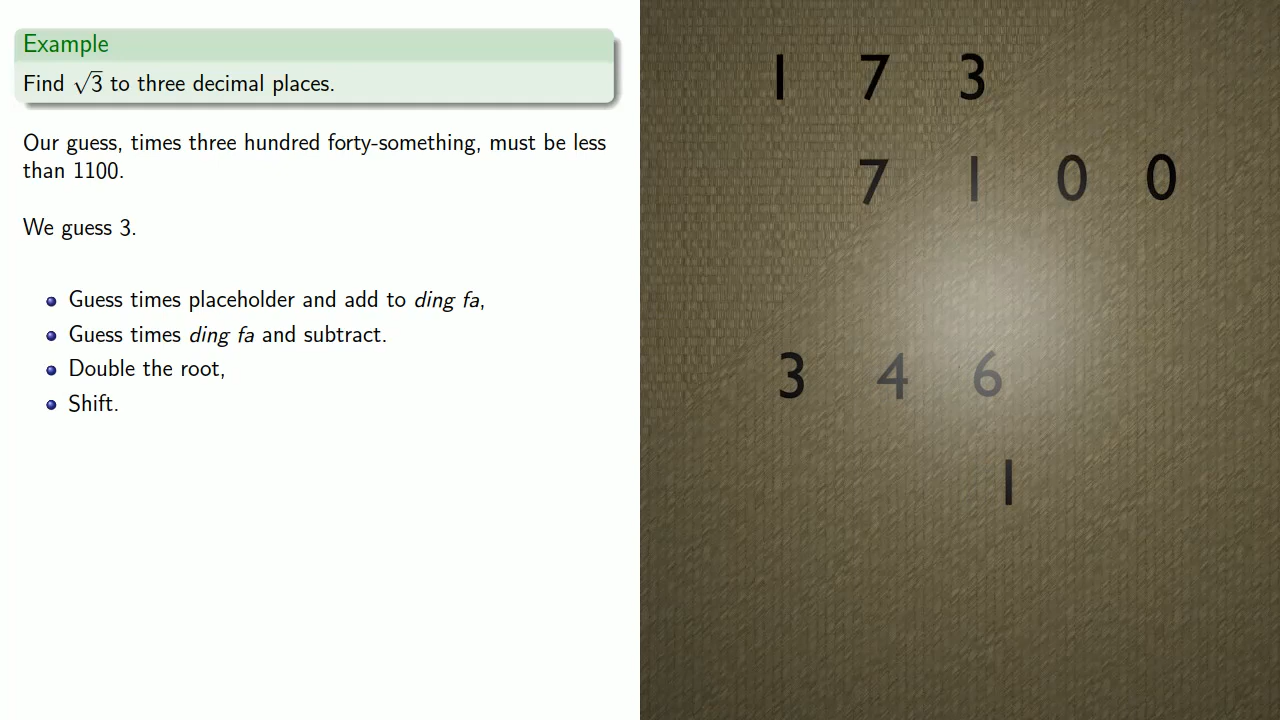 Example
Find √3 to three decimal places.
Our guess, times three hundred forty-something, must be less
than 1100.
We guess 3.
Guess times placeholder and add to ding fa,
Guess times ding fa and subtract.
Double the root,
Shift.
1 7 3
7 1 0 0
3 4 6
1